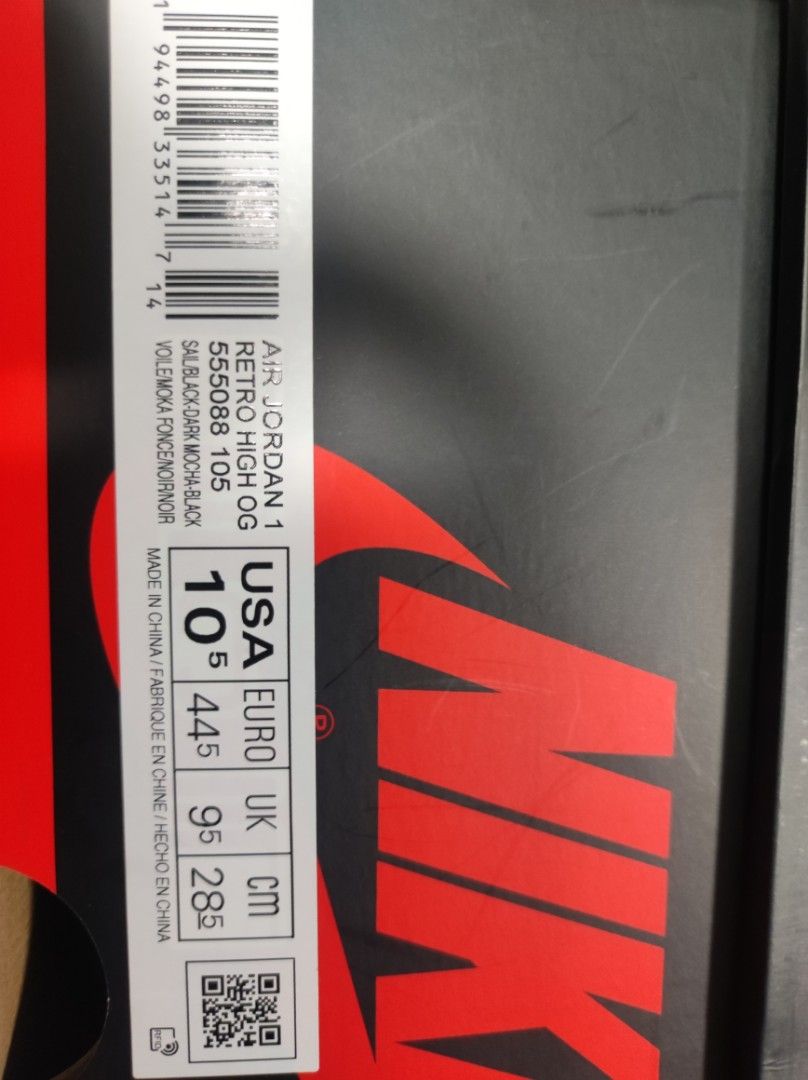 1 94498 33514 7 14
AIR JORDAN 1
RETRO HIGH OG
555088 105
SAIL/BLACK-DARK MOCHA-BLACK
VOILE/MOKA FONCE/NOIR/NOIR
USA EURO UK cm
10.5 44.5 9.5 28.5
MADE IN CHINA / FABRIQUE EN CHINE / HECHO EN CHINA
RFID
®
NIK